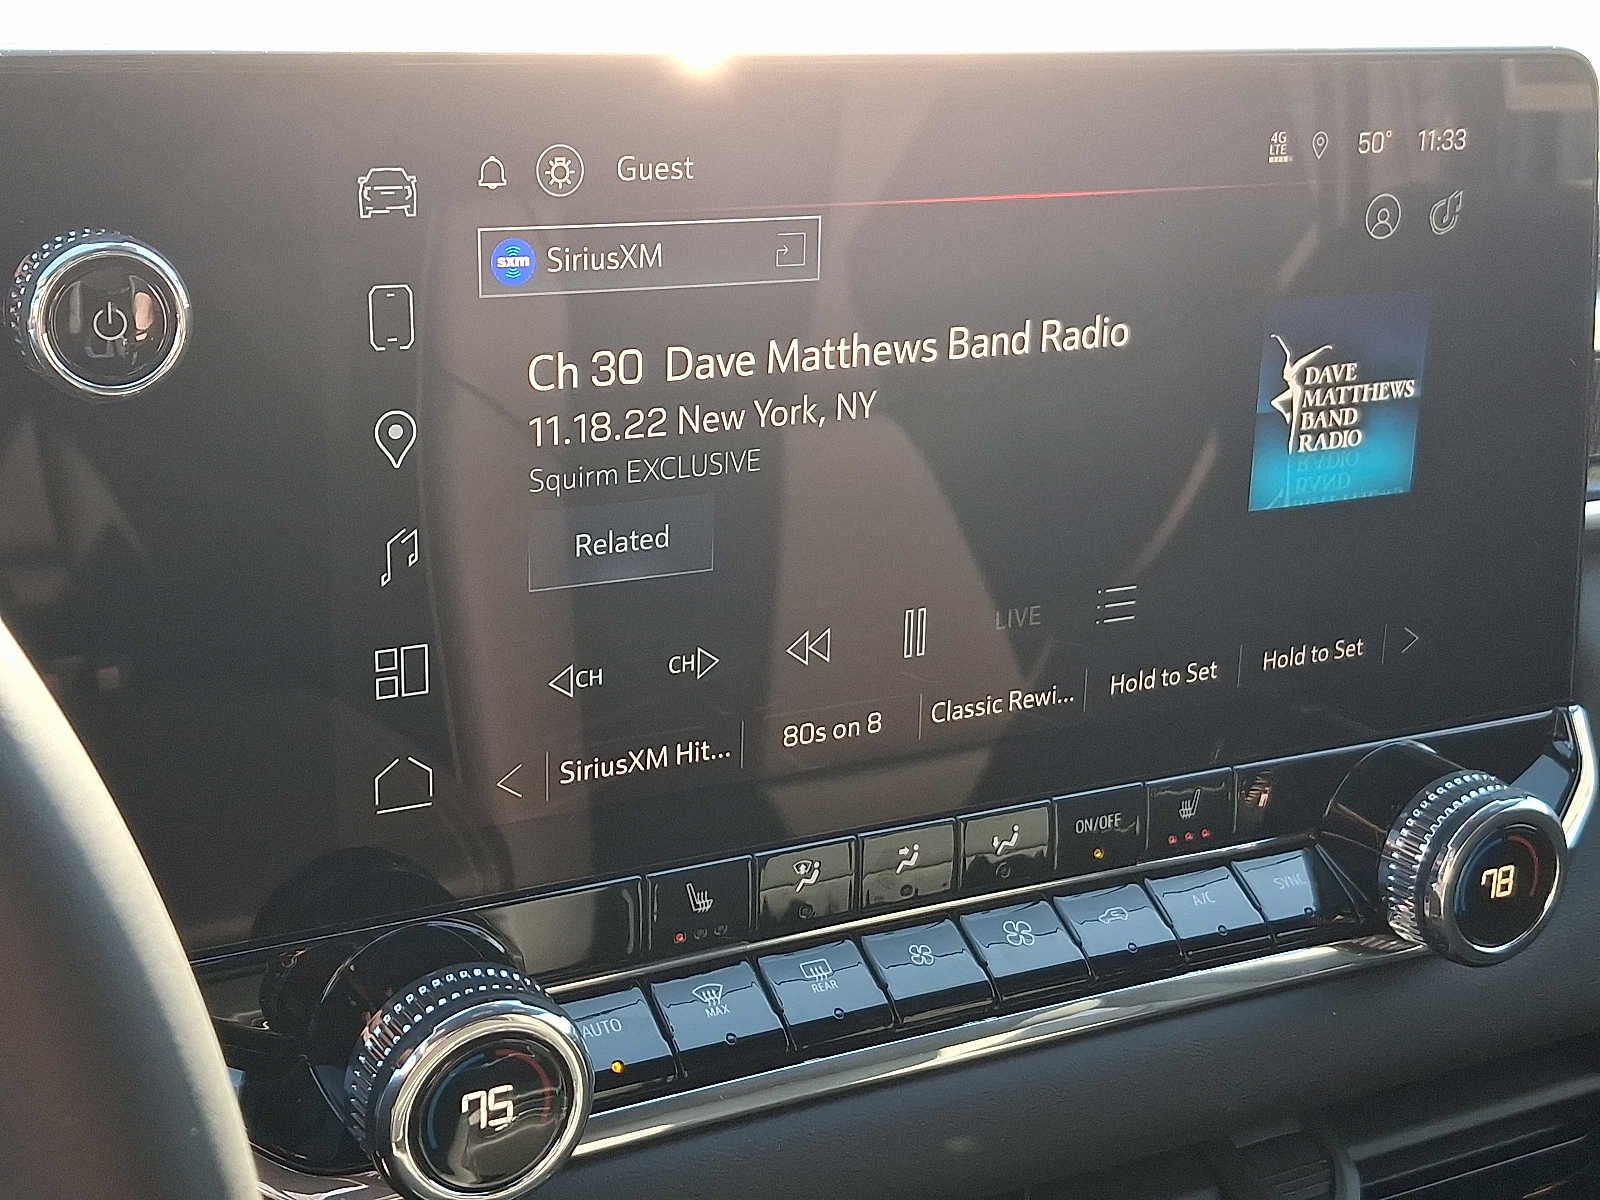 Guest
4G
LTE
50°
11:33
sxm SiriusXM
Ch 30 Dave Matthews Band Radio
11.18.22 New York, NY
Squirm EXCLUSIVE
Related
DAVE
MATTHEWS
BAND
RADIO
CH
CH
LIVE
SiriusXM Hit...
80s on 8
Classic Rewi...
Hold to Set
Hold to Set
ON/OFF
AUTO
MAX
REAR
A/C
SYNC
75
78